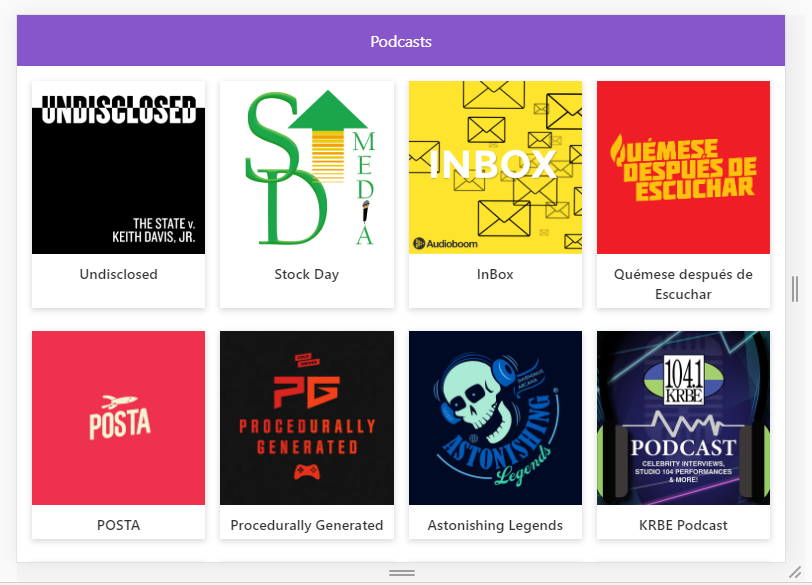 Podcasts
UNDISCLOSED
THE STATE v.
KEITH DAVIS, JR.
Undisclosed
SD
MEDIA
Stock Day
INBOX
Audioboom
InBox
QUÉMESE
DESPUÉS DE
ESCUCHAR
Quémese después de
Escuchar
POSTA
POSTA
PG
PROCEDURALLY
GENERATED
Procedurally Generated
ASTONISHING
Legends
Astonishing Legends
104.1
KRBE
PODCAST
CELEBRITY INTERVIEWS,
STUDIO 104 PERFORMANCES
& MORE!
KRBE Podcast